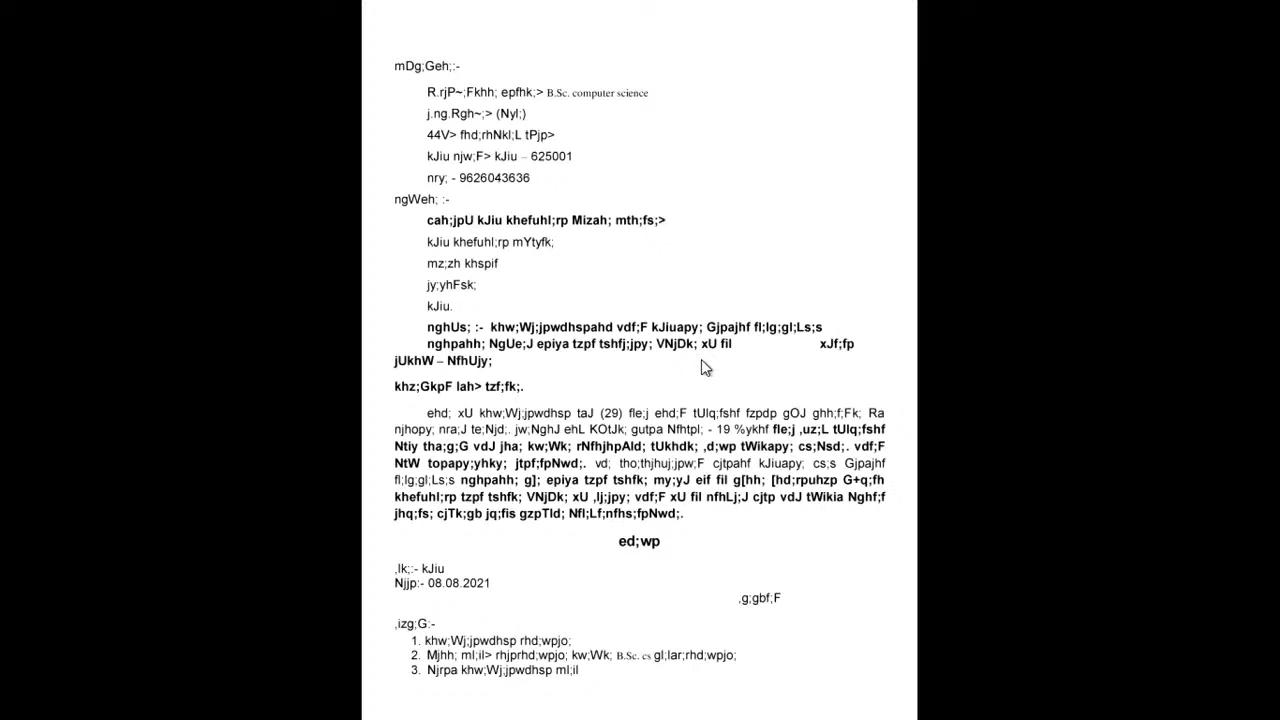 mDg;Geh;:-
R.rjP~;Fkhh; epfhk;> B.Sc. computer science
j.ng.Rgh~;> (Nyl;)
44V> fhd;rhNkl;L tPjp>
kJiu njw;F> kJiu – 625001
nry; - 9626043636
ngWeh; :-
cah;jpU kJiu khefuhl;rp Mizah; mth;fs;>
kJiu khefuhl;rp mYtyfk;
mz;zh khspif
jy;yhFsk;
kJiu.
nghUs; :- khw;Wj;jpwdhspahd vdf;F kJiuapy; Gjpajhf fl;lg;gl;Ls;s
nghpahh; NgUe;J epiya tzpf tshfj;jpy; VNjDk; xU fil xJf;fp
jUkhW – NfhUjy;
khz;GkpF lah> tzf;fk;.
ehd; xU khw;Wj;jpwdhsp taJ (29) fle;j ehd;F tUlq;fshf fzpdp gOJ ghh;f;Fk; Ra
njhopy; nra;J te;Njd;. jw;NghJ ehL KOtJk; gutpa Nfhtpl; - 19 %ykhf fle;j ,uz;L tUlq;fshf
Ntiy tha;g;G vdJ jha; kw;Wk; rNfhjhpAld; tUkhdk; ,d;wp tWikapy; cs;Nsd;. vdf;F
NtW topapy;yhky; jtpf;fpNwd;. vd; tho;thjhuj;jpw;F cjtpahf kJiuapy; cs;s Gjpajhf
fl;lg;gl;Ls;s nghpahh; g]; epiya tzpf tshfk; my;yJ eif fil g[hh; [hd;rpuhzp G+q;fh
khefuhl;rp tzpf tshfk; VNjDk; xU ,lj;jpy; vdf;F xU fil nfhLj;J cjtp vdJ tWikia Nghf;f
jhq;fs; cjTk;gb jq;fis gzpTld; Nfl;Lf;nfhs;fpNwd;.
ed;wp
,lk;:- kJiu
Njjp:- 08.08.2021
,g;gbf;F
,izg;G:-
1. khw;Wj;jpwdhsp rhd;wpjo;
2. Mjhh; ml;il> rhjprhd;wpjo; kw;Wk; B.Sc. cs gl;lar;rhd;wpjo;
3. Njrpa khw;Wj;jpwdhsp ml;il